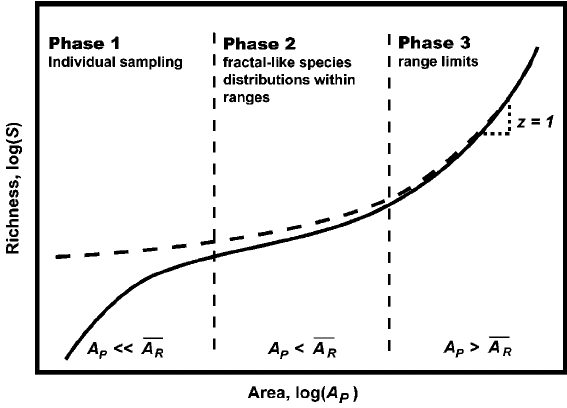 Phase 1
Individual sampling
Phase 2
fractal-like species
distributions within
ranges
Phase 3
range limits
z = 1
Richness, log(S)
A_P << A̅_R̅
A_P < A̅_R̅
A_P > A̅_R̅
Area, log(A_P)